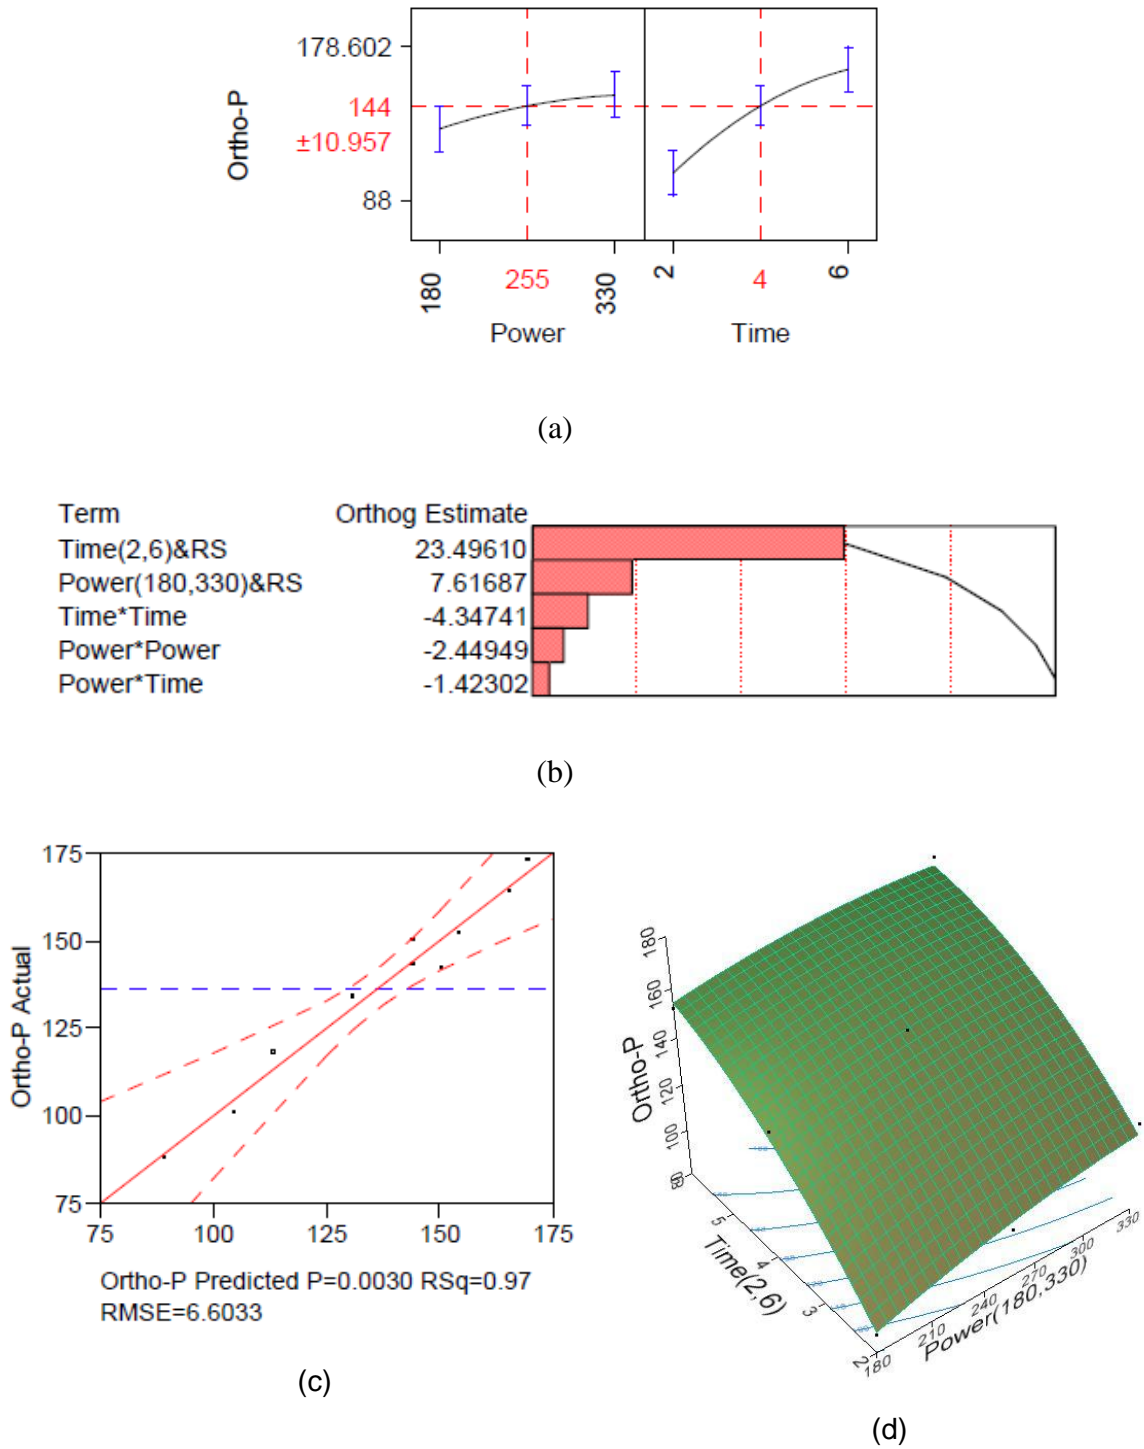 178.602
144
±10.957
88
Ortho-P
180
255
330
2
4
6
Power
Time
(a)
Term Orthog Estimate
Time(2,6)&RS 23.49610
Power(180,330)&RS 7.61687
Time*Time -4.34741
Power*Power -2.44949
Power*Time -1.42302
(b)
175
150
125
100
75
Ortho-P Actual
75 100 125 150 175
Ortho-P Predicted P=0.0030 RSq=0.97
RMSE=6.6033
(c)
180
160
140
120
100
80
Ortho-P
5
4
3
2
Time(2,6)
180
210
240
270
300
330
Power(180,330)
(d)